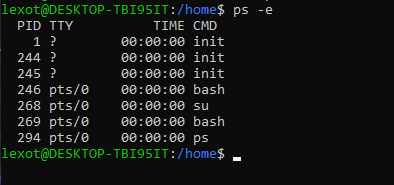 lexot@DESKTOP-TBI95IT:/home$ ps -e
PID TTY TIME CMD
1 ? 00:00:00 init
244 ? 00:00:00 init
245 ? 00:00:00 init
246 pts/0 00:00:00 bash
268 pts/0 00:00:00 su
269 pts/0 00:00:00 bash
294 pts/0 00:00:00 ps
lexot@DESKTOP-TBI95IT:/home$